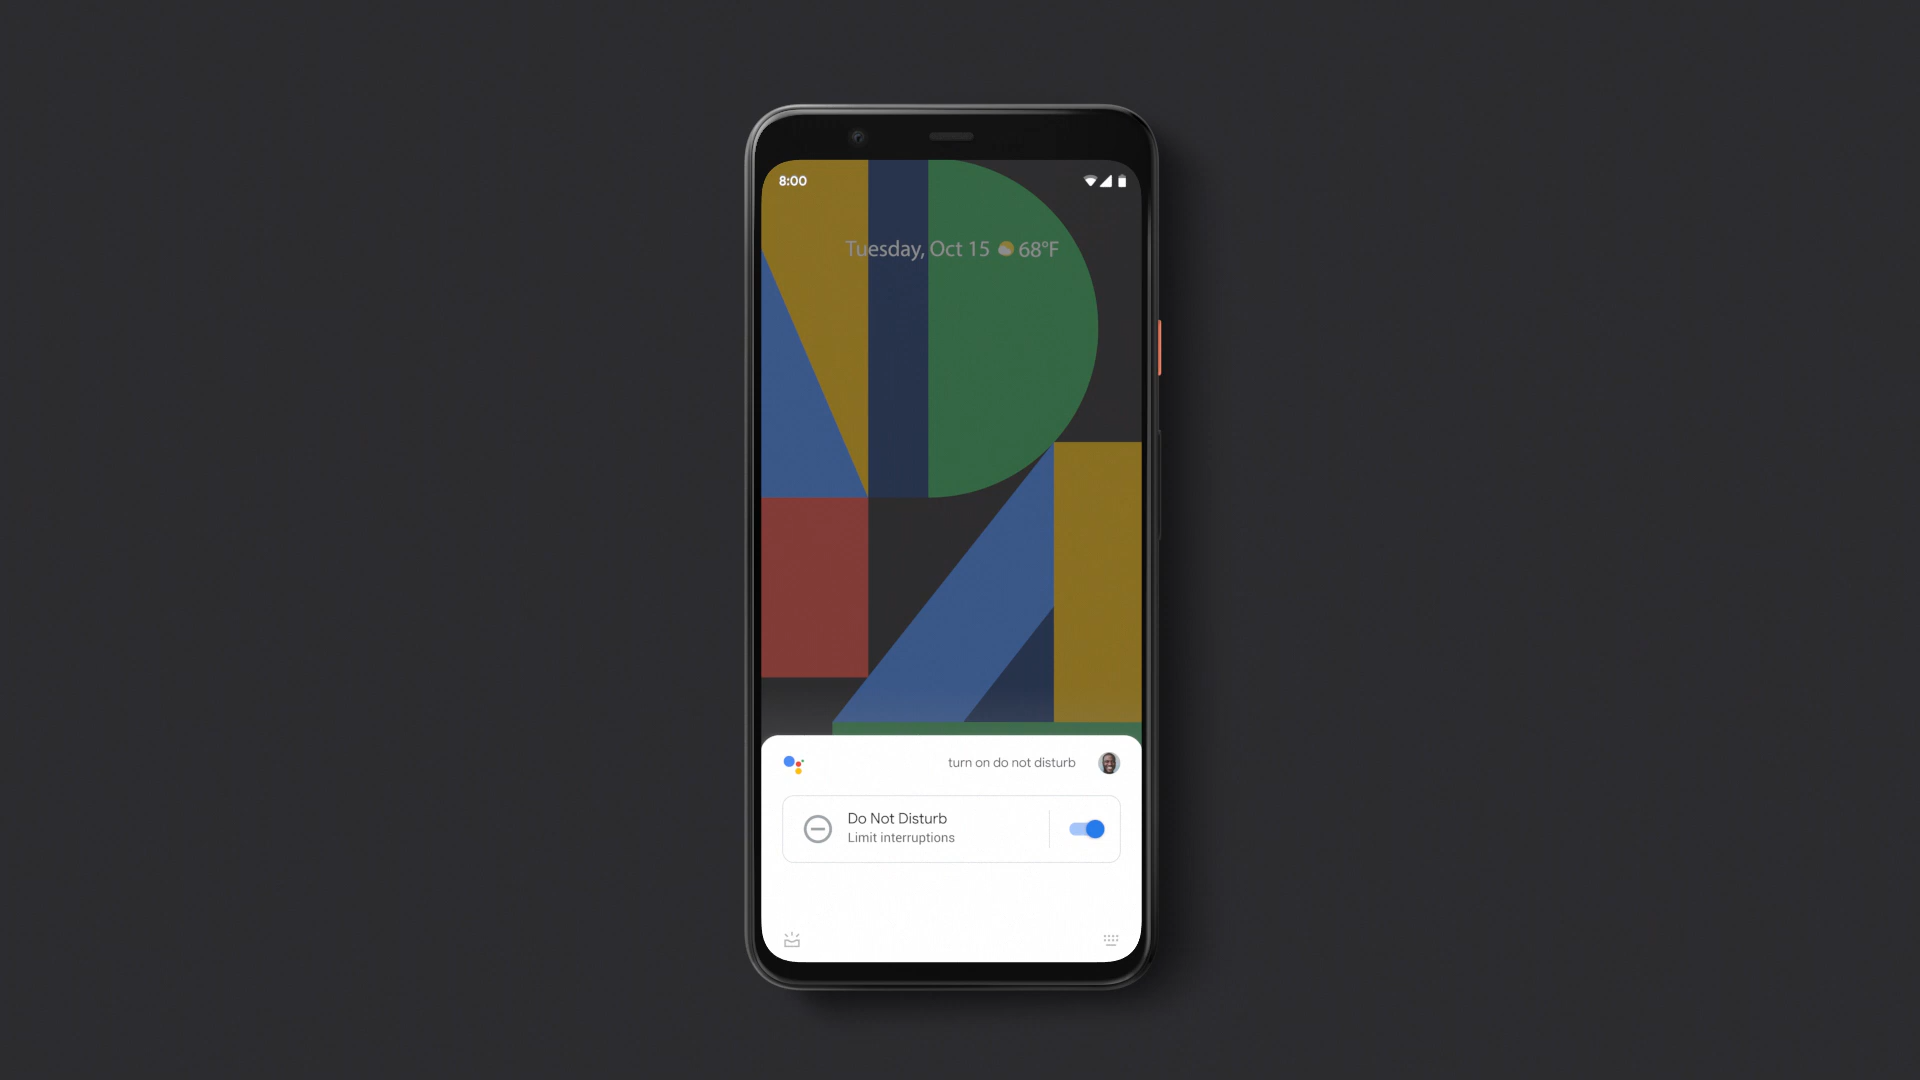 8:00
Tuesday, Oct 15 68°F
turn on do not disturb
Do Not Disturb
Limit interruptions